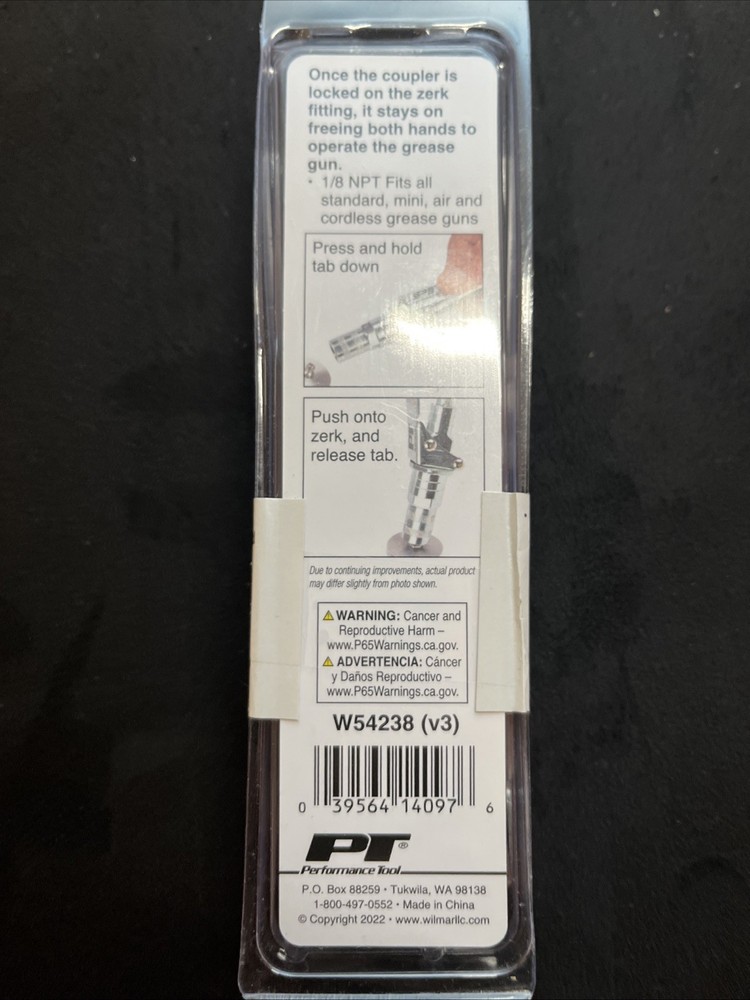 Once the coupler is
locked on the zerk
fitting, it stays on
freeing both hands to
operate the grease
gun.
• 1/8 NPT Fits all
standard, mini, air and
cordless grease guns
Press and hold
tab down
Push onto
zerk, and
release tab.
Due to continuing improvements, actual product
may differ slightly from photo shown.
⚠ WARNING: Cancer and
Reproductive Harm –
www.P65Warnings.ca.gov.
⚠ ADVERTENCIA: Cáncer
y Daños Reproductivo –
www.P65Warnings.ca.gov.
W54238 (v3)
0 39564 14097 6
PT®
Performance Tool
P.O. Box 88259 • Tukwila, WA 98138
1-800-497-0552 • Made in China
© Copyright 2022 • www.wilmarllc.com